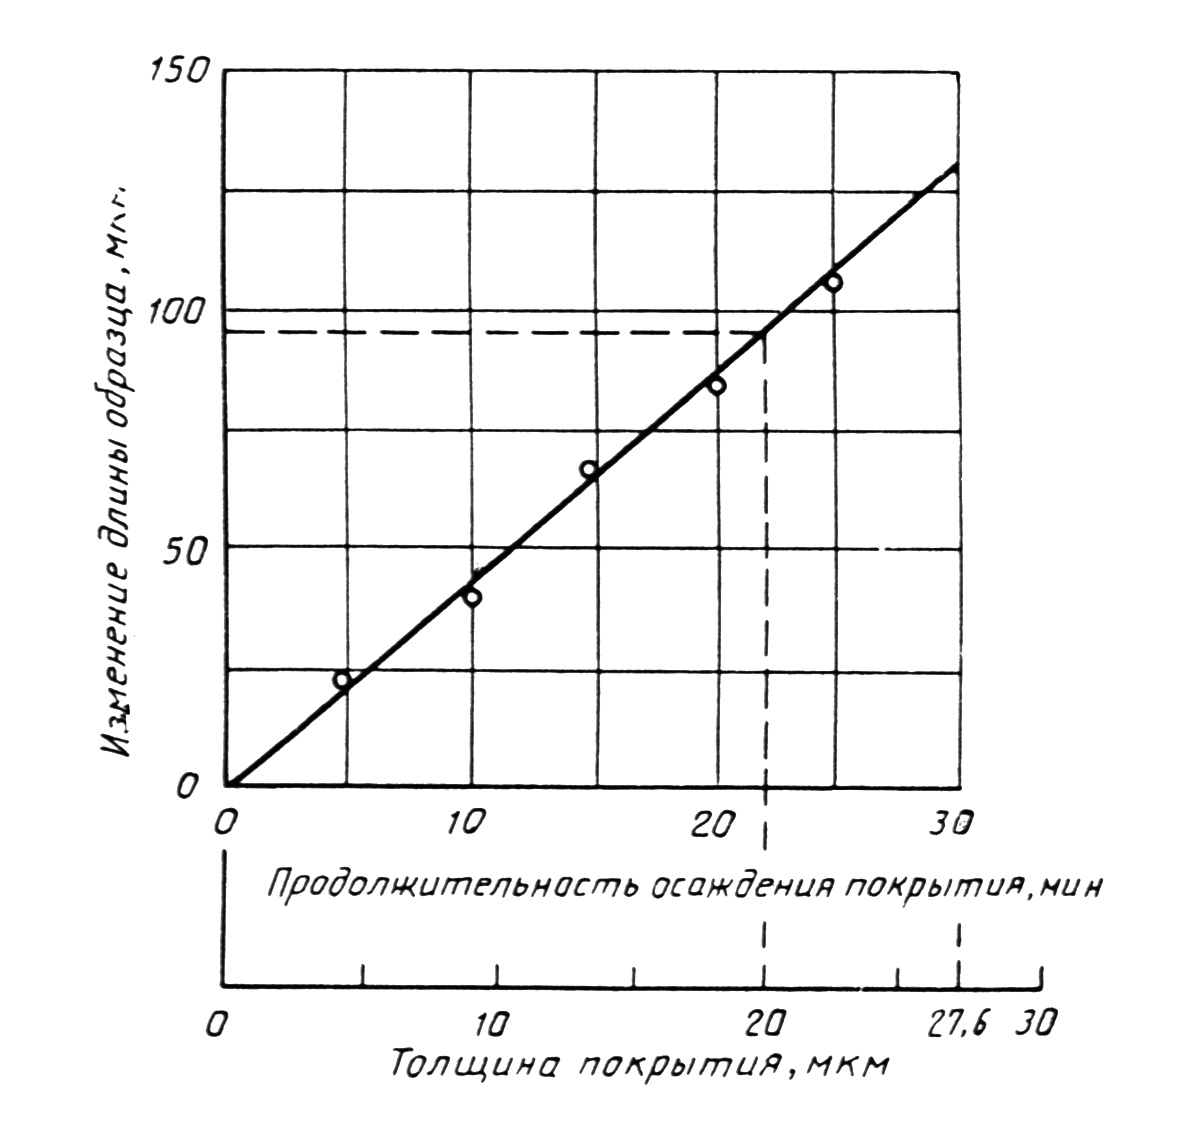 150
100
50
0
Изменение длины образца, мкм
0 10 20 30
Продолжительность осаждения покрытия, мин
0 10 20 27,6 30
Толщина покрытия, мкм